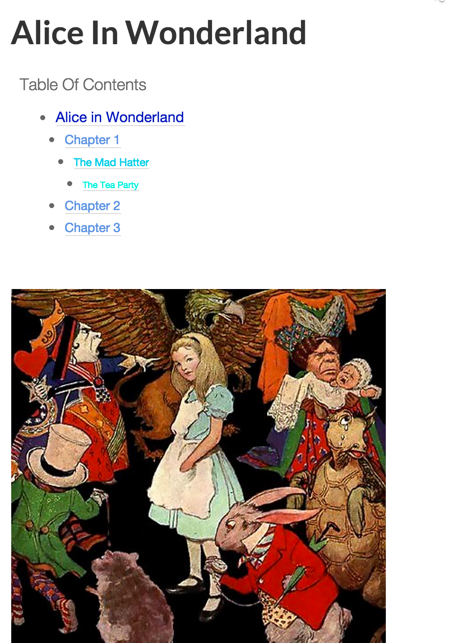 Alice In Wonderland
Table Of Contents
Alice in Wonderland
Chapter 1
The Mad Hatter
The Tea Party
Chapter 2
Chapter 3